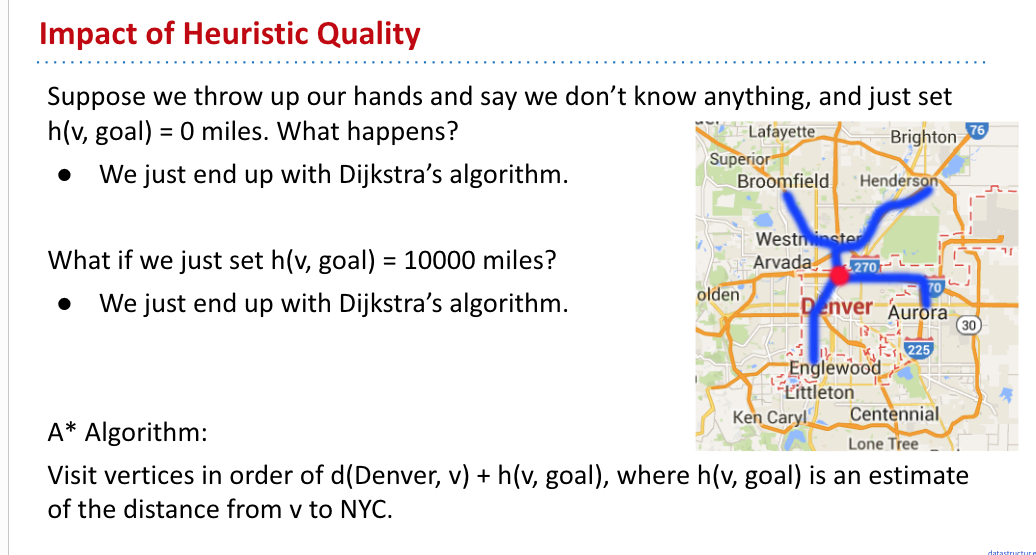 Impact of Heuristic Quality
Suppose we throw up our hands and say we don’t know anything, and just set
h(v, goal) = 0 miles. What happens?
● We just end up with Dijkstra’s algorithm.
What if we just set h(v, goal) = 10000 miles?
● We just end up with Dijkstra’s algorithm.
A* Algorithm:
Visit vertices in order of d(Denver, v) + h(v, goal), where h(v, goal) is an estimate
of the distance from v to NYC.
Lafayette
Brighton
76
Superior
Broomfield
Henderson
Westminster
Arvada
270
olden
70
Denver
Aurora
30
225
Englewood
Littleton
Ken Caryl
Centennial
Lone Tree